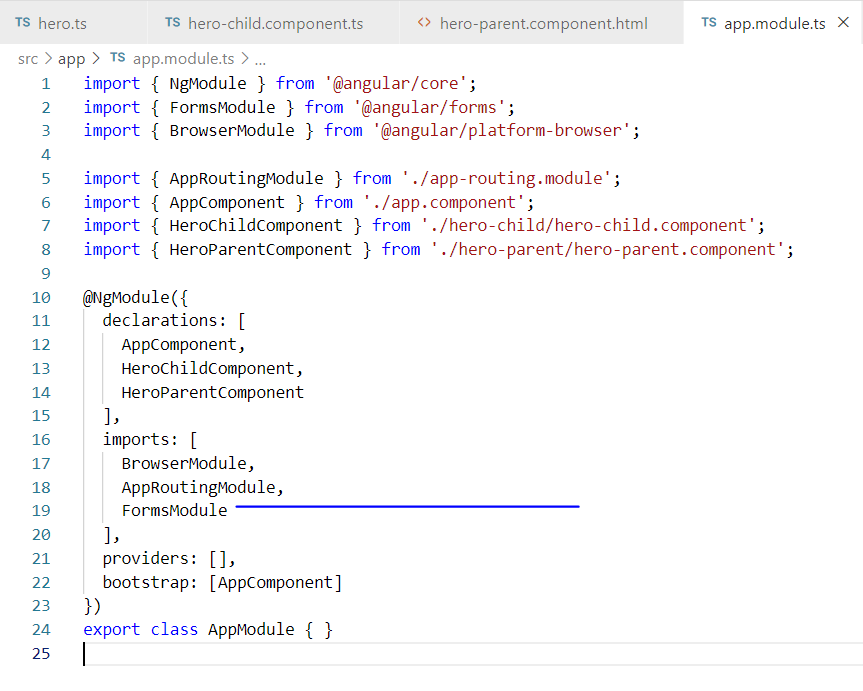 TS hero.ts TS hero-child.component.ts <> hero-parent.component.html TS app.module.ts ×
src > app > TS app.module.ts > ...
1 import { NgModule } from '@angular/core';
2 import { FormsModule } from '@angular/forms';
3 import { BrowserModule } from '@angular/platform-browser';
4
5 import { AppRoutingModule } from './app-routing.module';
6 import { AppComponent } from './app.component';
7 import { HeroChildComponent } from './hero-child/hero-child.component';
8 import { HeroParentComponent } from './hero-parent/hero-parent.component';
9
10 @NgModule({
11   declarations: [
12     AppComponent,
13     HeroChildComponent,
14     HeroParentComponent
15   ],
16   imports: [
17     BrowserModule,
18     AppRoutingModule,
19     FormsModule
20   ],
21   providers: [],
22   bootstrap: [AppComponent]
23 })
24 export class AppModule { }
25